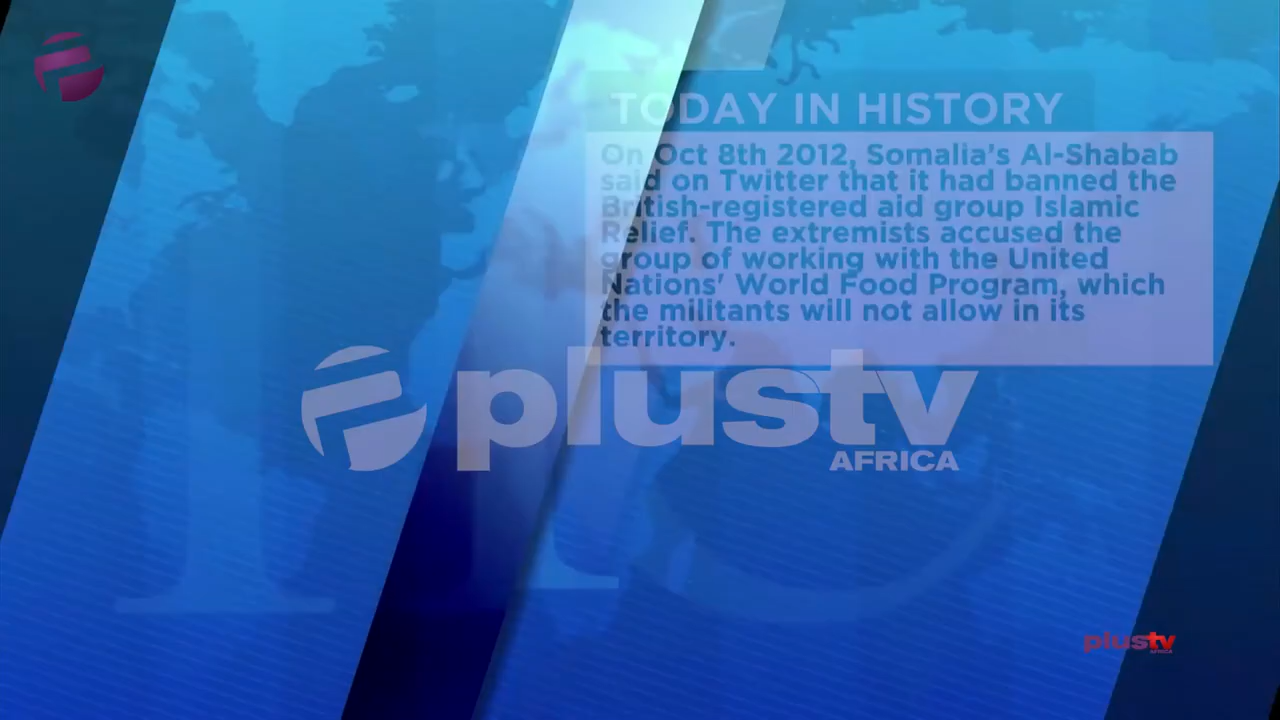 TODAY IN HISTORY
On Oct 8th 2012, Somalia's Al-Shabab
said on Twitter that it had banned the
British-registered aid group Islamic
Relief. The extremists accused the
group of working with the United
Nations' World Food Program, which
the militants will not allow in its
territory.
plustv
AFRICA
plustv
AFRICA